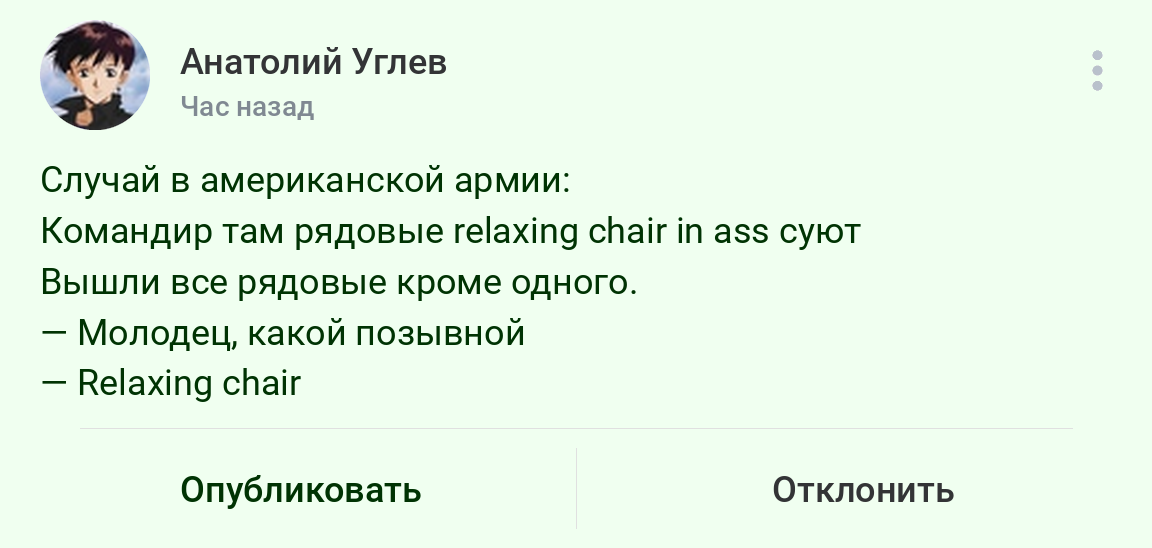 Анатолий Углев
Час назад
Случай в американской армии:
Командир там рядовые relaxing chair in ass суют
Вышли все рядовые кроме одного.
— Молодец, какой позывной
— Relaxing chair
Опубликовать
Отклонить